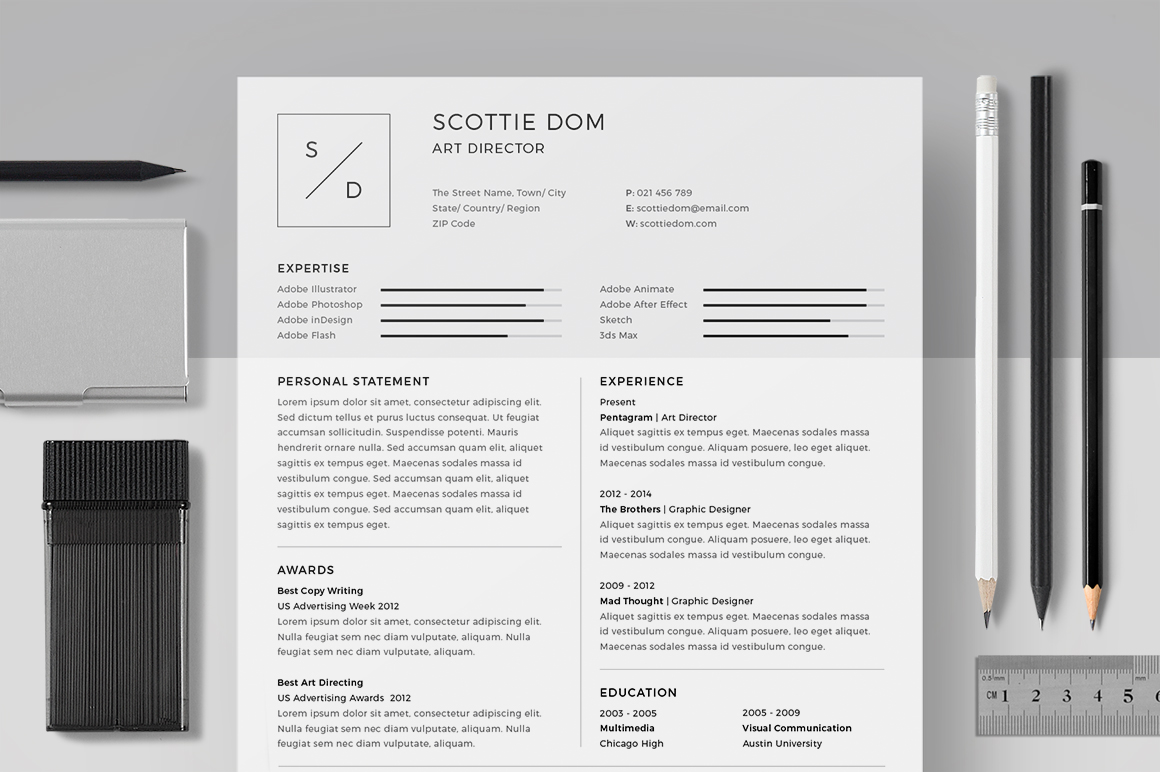 S
D
SCOTTIE DOM
ART DIRECTOR
The Street Name, Town/ City
State/ Country/ Region
ZIP Code
P: 021 456 789
E: scottiedom@email.com
W: scottiedom.com
EXPERTISE
Adobe Illustrator
Adobe Photoshop
Adobe inDesign
Adobe Flash
Adobe Animate
Adobe After Effect
Sketch
3ds Max
PERSONAL STATEMENT
Lorem ipsum dolor sit amet, consectetur adipiscing elit.
Sed dictum tellus et purus luctus consequat. Ut feugiat
accumsan sollicitudin. Suspendisse potenti. Mauris
hendrerit ornare nulla. Sed accumsan quam elit, aliquet
sagittis ex tempus eget. Maecenas sodales massa id
vestibulum congue. Sed accumsan quam elit, aliquet
sagittis ex tempus eget. Maecenas sodales massa id
vestibulum congue. Sed accumsan quam elit, aliquet
sagittis ex tempus eget.
AWARDS
Best Copy Writing
US Advertising Week 2012
Lorem ipsum dolor sit amet, consectetur adipiscing elit.
Nulla feugiat sem nec diam vulputate, aliquam. Nulla
feugiat sem nec diam vulputate, aliquam.
Best Art Directing
US Advertising Awards 2012
Lorem ipsum dolor sit amet, consectetur adipiscing elit.
Nulla feugiat sem nec diam vulputate, aliquam. Nulla
feugiat sem nec diam vulputate, aliquam.
EXPERIENCE
Present
Pentagram | Art Director
Aliquet sagittis ex tempus eget. Maecenas sodales massa
id vestibulum congue. Aliquam posuere, leo eget aliquet.
Maecenas sodales massa id vestibulum congue.
2012 - 2014
The Brothers | Graphic Designer
Aliquet sagittis ex tempus eget. Maecenas sodales massa
id vestibulum congue. Aliquam posuere, leo eget aliquet.
Maecenas sodales massa id vestibulum congue.
2009 - 2012
Mad Thought | Graphic Designer
Aliquet sagittis ex tempus eget. Maecenas sodales massa
id vestibulum congue. Aliquam posuere, leo eget aliquet.
Maecenas sodales massa id vestibulum congue.
EDUCATION
2003 - 2005
Multimedia
Chicago High
2005 - 2009
Visual Communication
Austin University
0.5 mm
mm
CM 1 2 3 4 5 6